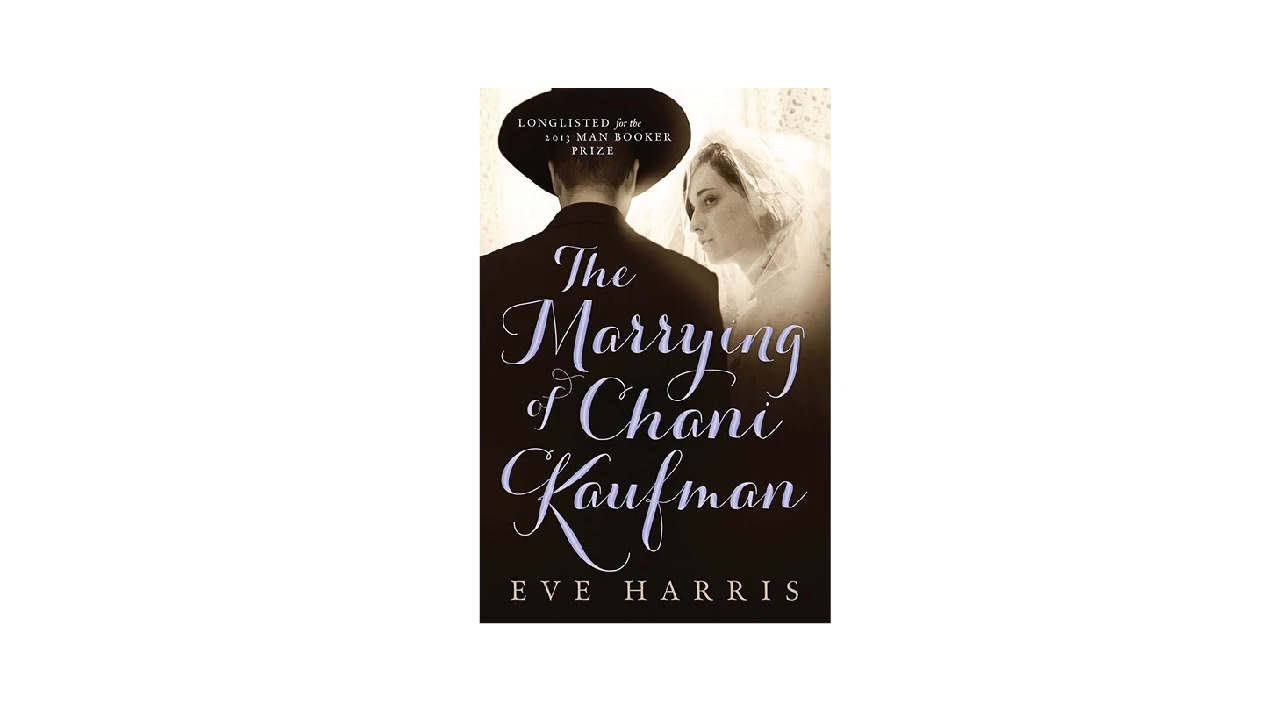 LONGLISTED for the
2013 MAN BOOKER
PRIZE
The
Marrying
of Chani
Kaufman
EVE HARRIS